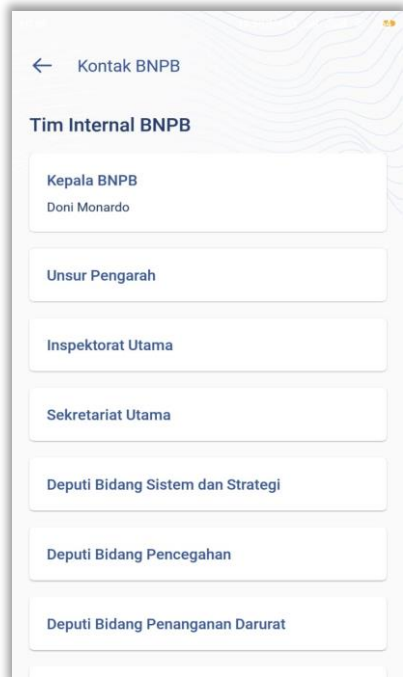 Kontak BNPB
Tim Internal BNPB
Kepala BNPB
Doni Monardo
Unsur Pengarah
Inspektorat Utama
Sekretariat Utama
Deputi Bidang Sistem dan Strategi
Deputi Bidang Pencegahan
Deputi Bidang Penanganan Darurat